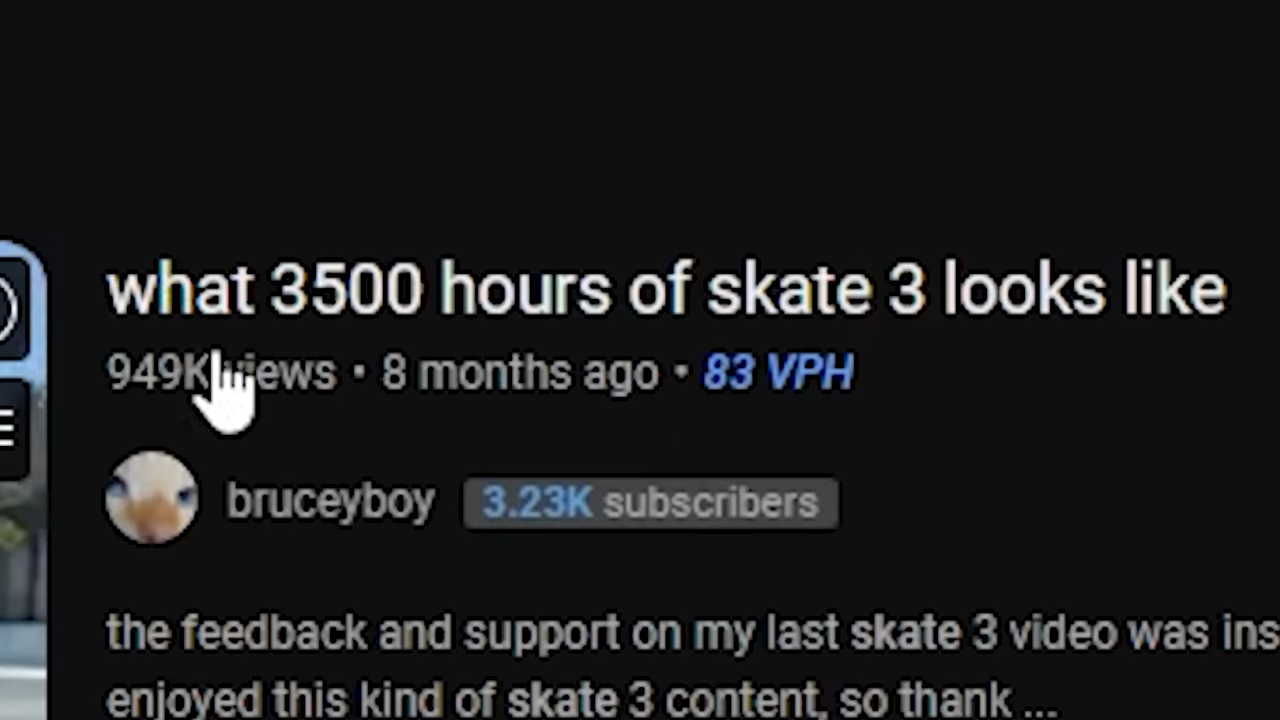 what 3500 hours of skate 3 looks like
949K views • 8 months ago • 83 VPH
bruceyboy 3.23K subscribers
the feedback and support on my last skate 3 video was ins
enjoyed this kind of skate 3 content, so thank ...